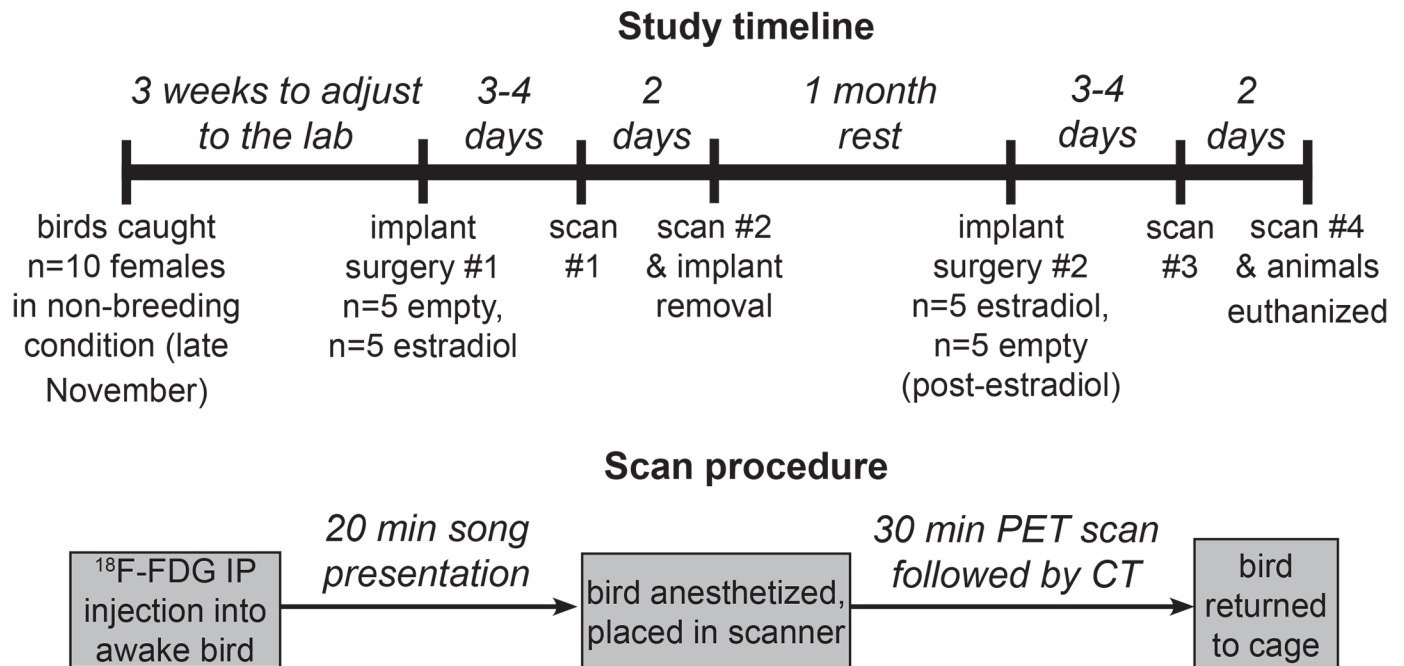 Study timeline
3 weeks to adjust
to the lab
3-4
days
2
days
1 month
rest
3-4
days
2
days
birds caught
n=10 females
in non-breeding
condition (late
November)
implant
surgery #1
n=5 empty,
n=5 estradiol
scan
#1
scan #2
& implant
removal
implant
surgery #2
n=5 estradiol,
n=5 empty
(post-estradiol)
scan
#3
scan #4
& animals
euthanized
Scan procedure
18F-FDG IP
injection into
awake bird
20 min song
presentation
bird anesthetized,
placed in scanner
30 min PET scan
followed by CT
bird
returned
to cage